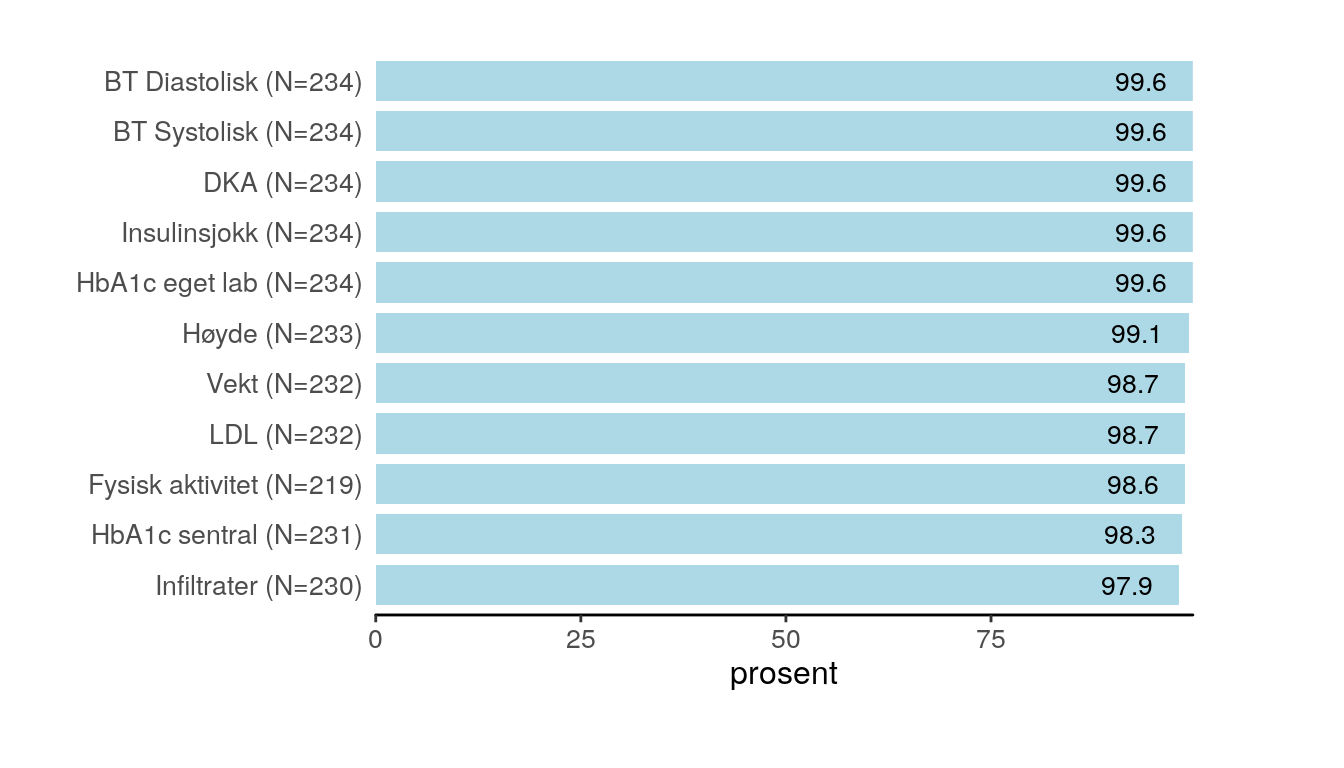 BT Diastolisk (N=234) 99.6
BT Systolisk (N=234) 99.6
DKA (N=234) 99.6
Insulinsjokk (N=234) 99.6
HbA1c eget lab (N=234) 99.6
Høyde (N=233) 99.1
Vekt (N=232) 98.7
LDL (N=232) 98.7
Fysisk aktivitet (N=219) 98.6
HbA1c sentral (N=231) 98.3
Infiltrater (N=230) 97.9
0 25 50 75
prosent